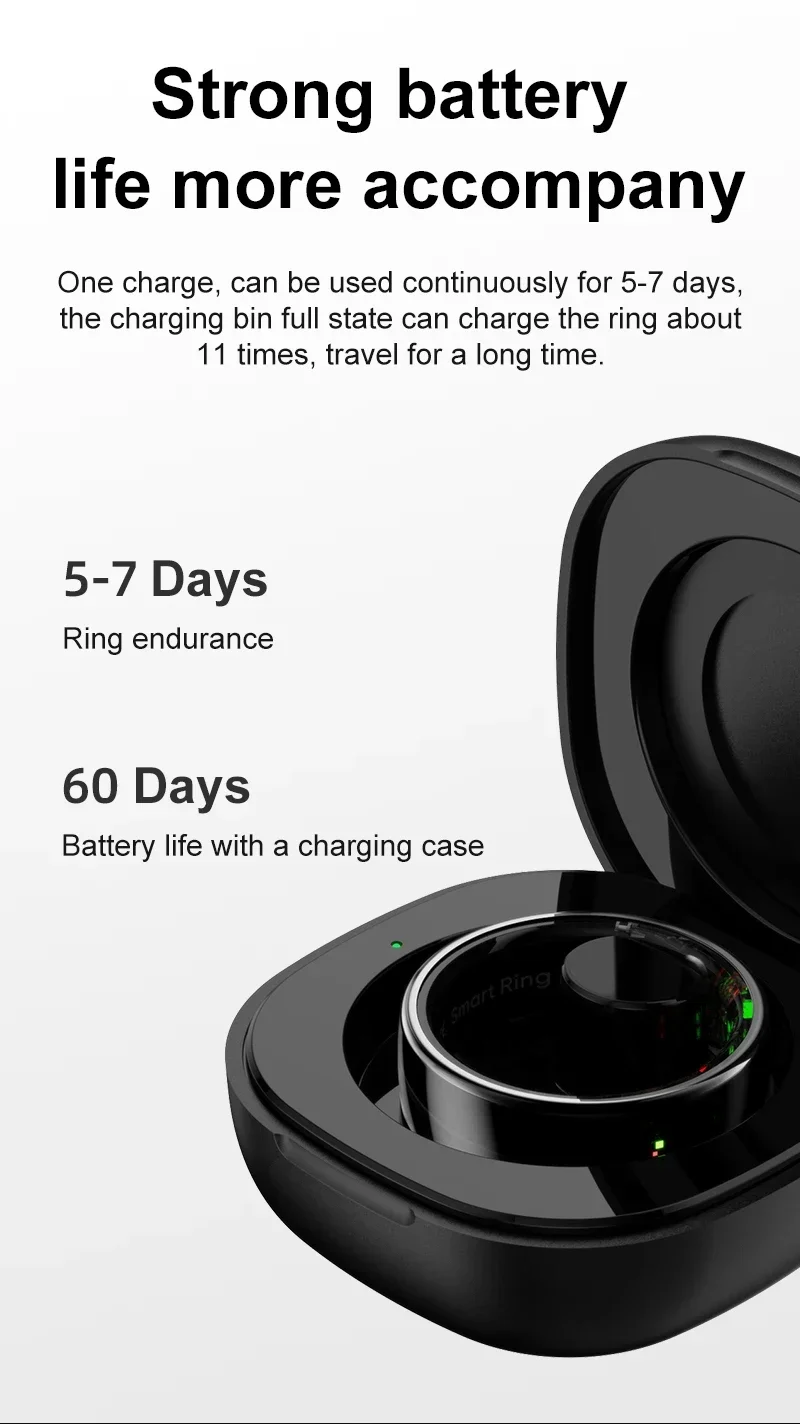 Strong battery
life more accompany
One charge, can be used continuously for 5-7 days,
the charging bin full state can charge the ring about
11 times, travel for a long time.
5-7 Days
Ring endurance
60 Days
Battery life with a charging case
Smart Ring